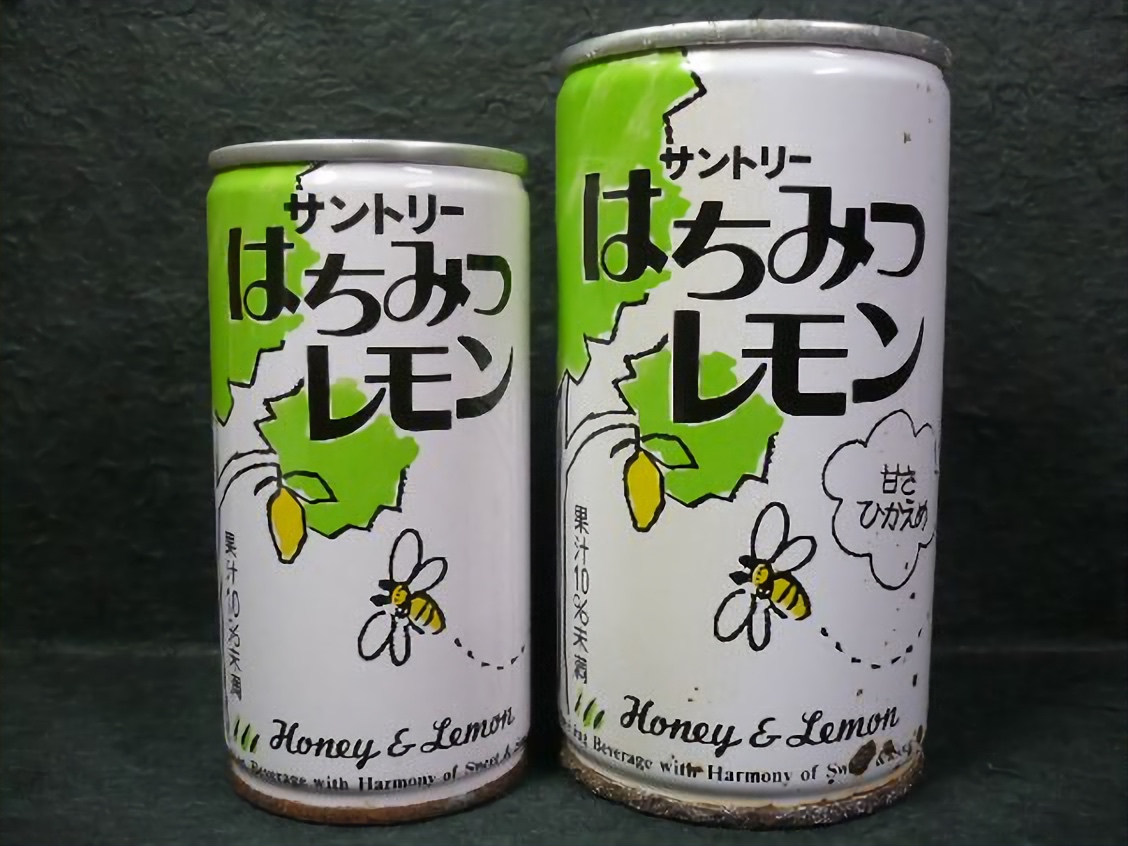 サントリー
はちみつ
レモン
果汁10%未満
Honey & Lemon
Beverage with Harmony of Sweet &
サントリー
はちみつ
レモン
甘さ
ひかえめ
果汁10%未満
Honey & Lemon
Beverage with Harmony of